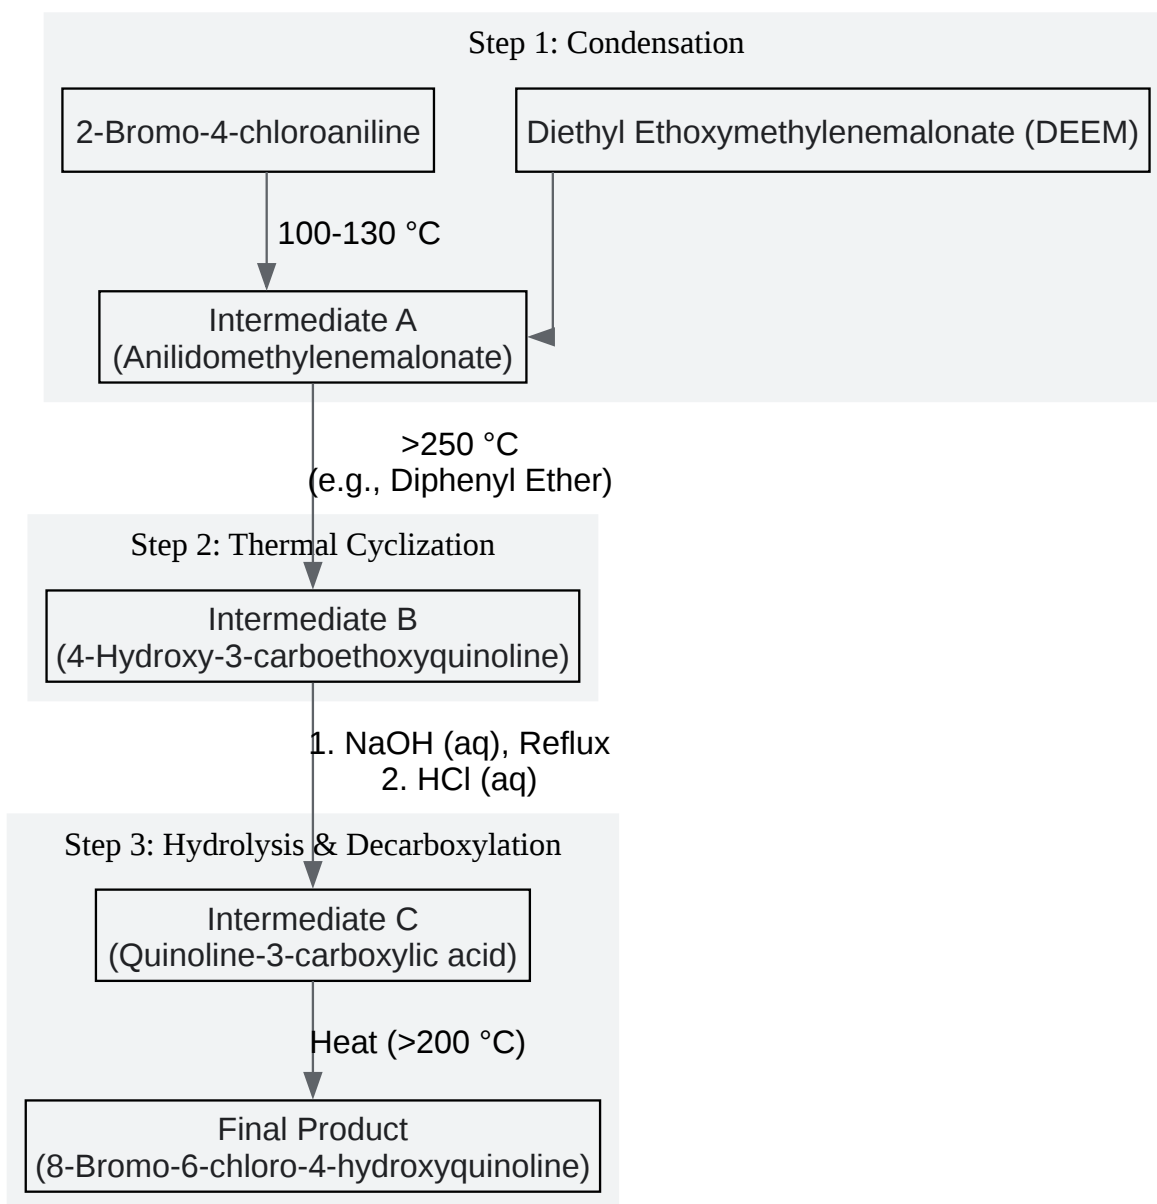 Step 1: Condensation
2-Bromo-4-chloroaniline
Diethyl Ethoxymethylenemalonate (DEEM)
100-130 °C
Intermediate A
(Anilidomethylenemalonate)
>250 °C
(e.g., Diphenyl Ether)
Step 2: Thermal Cyclization
Intermediate B
(4-Hydroxy-3-carboethoxyquinoline)
1. NaOH (aq), Reflux
2. HCl (aq)
Step 3: Hydrolysis & Decarboxylation
Intermediate C
(Quinoline-3-carboxylic acid)
Heat (>200 °C)
Final Product
(8-Bromo-6-chloro-4-hydroxyquinoline)